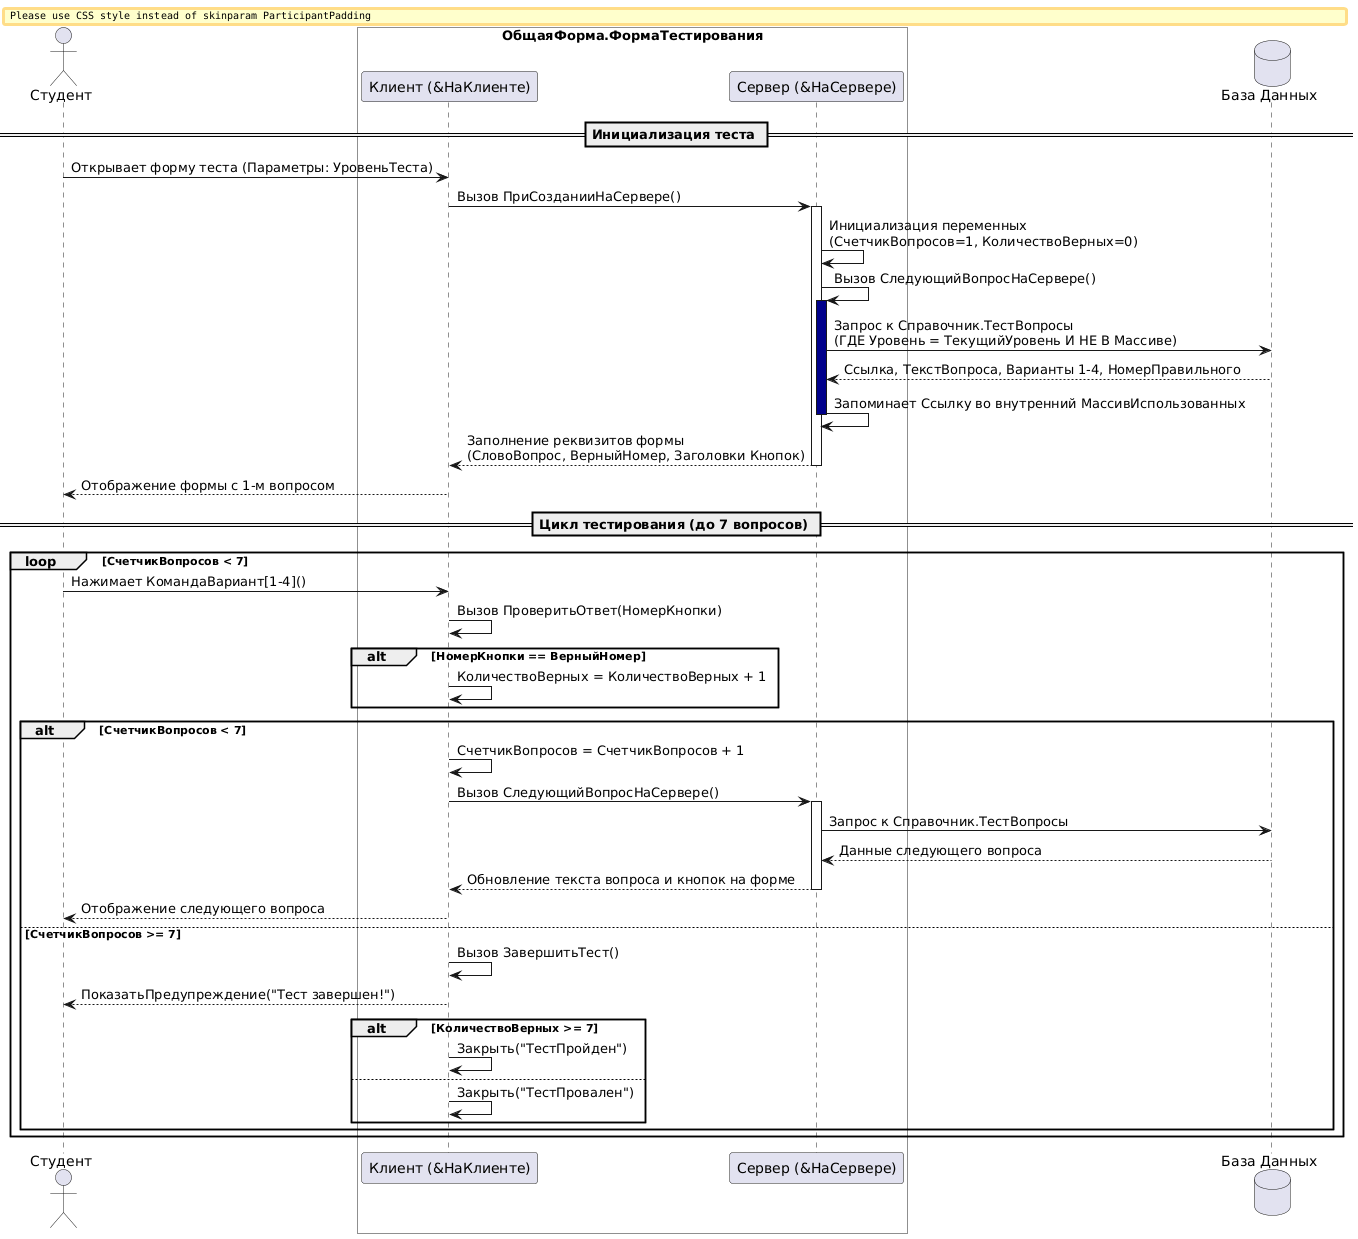 Please use CSS style instead of skinparam ParticipantPadding
ОбщаяФорма.ФормаТестирования
Студент
Клиент (&НаКлиенте)
Сервер (&НаСервере)
База Данных
Инициализация теста
Открывает форму теста (Параметры: УровеньТеста)
Вызов ПриСозданииНаСервере()
Инициализация переменных
(СчетчикВопросов=1, КоличествоВерных=0)
Вызов СледующийВопросНаСервере()
Запрос к Справочник.ТестВопросы
(ГДЕ Уровень = ТекущийУровень И НЕ В Массиве)
Ссылка, ТекстВопроса, Варианты 1-4, НомерПравильного
Запоминает Ссылку во внутренний МассивИспользованных
Заполнение реквизитов формы
(СловоВопрос, ВерныйНомер, Заголовки Кнопок)
Отображение формы с 1-м вопросом
Цикл тестирования (до 7 вопросов)
loop [СчетчикВопросов < 7]
Нажимает КомандаВариант[1-4]()
Вызов ПроверитьОтвет(НомерКнопки)
alt [НомерКнопки == ВерныйНомер]
КоличествоВерных = КоличествоВерных + 1
alt [СчетчикВопросов < 7]
СчетчикВопросов = СчетчикВопросов + 1
Вызов СледующийВопросНаСервере()
Запрос к Справочник.ТестВопросы
Данные следующего вопроса
Обновление текста вопроса и кнопок на форме
Отображение следующего вопроса
[СчетчикВопросов >= 7]
Вызов ЗавершитьТест()
ПоказатьПредупреждение("Тест завершен!")
alt [КоличествоВерных >= 7]
Закрыть("ТестПройден")
Закрыть("ТестПровален")
Студент
Клиент (&НаКлиенте)
Сервер (&НаСервере)
База Данных